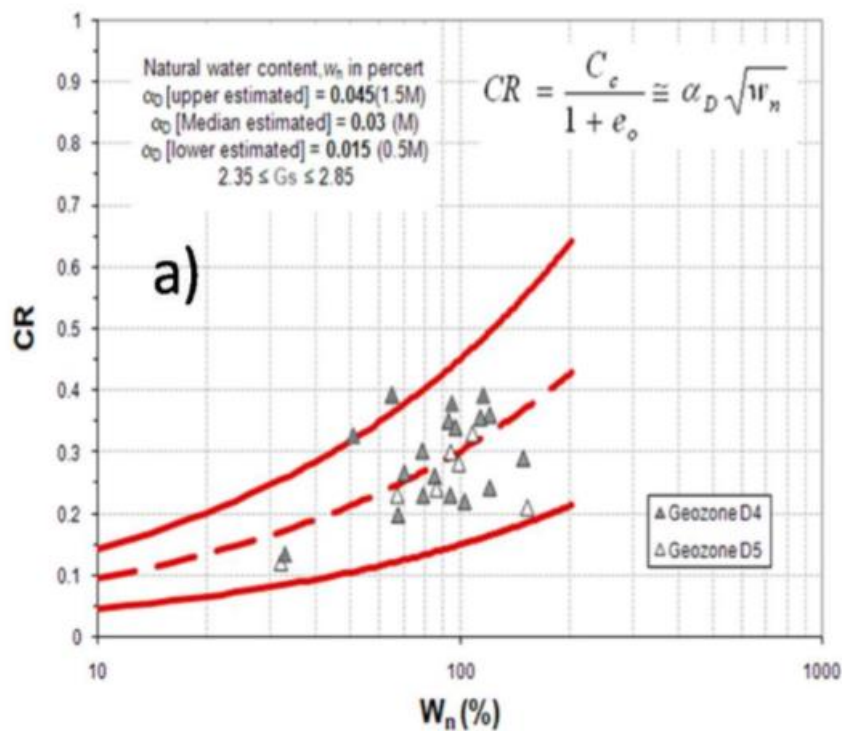 Natural water content,wn in percert
αD [upper estimated] = 0.045(1.5M)
αD [Median estimated] = 0.03 (M)
αD [lower estimated] = 0.015 (0.5M)
2.35 ≤ Gs ≤ 2.85
CR = Cc / 1 + eo ≅ αD √wn
a)
CR
1
0.9
0.8
0.7
0.6
0.5
0.4
0.3
0.2
0.1
0
Geozone D4
Geozone D5
10
100
1000
Wn (%)